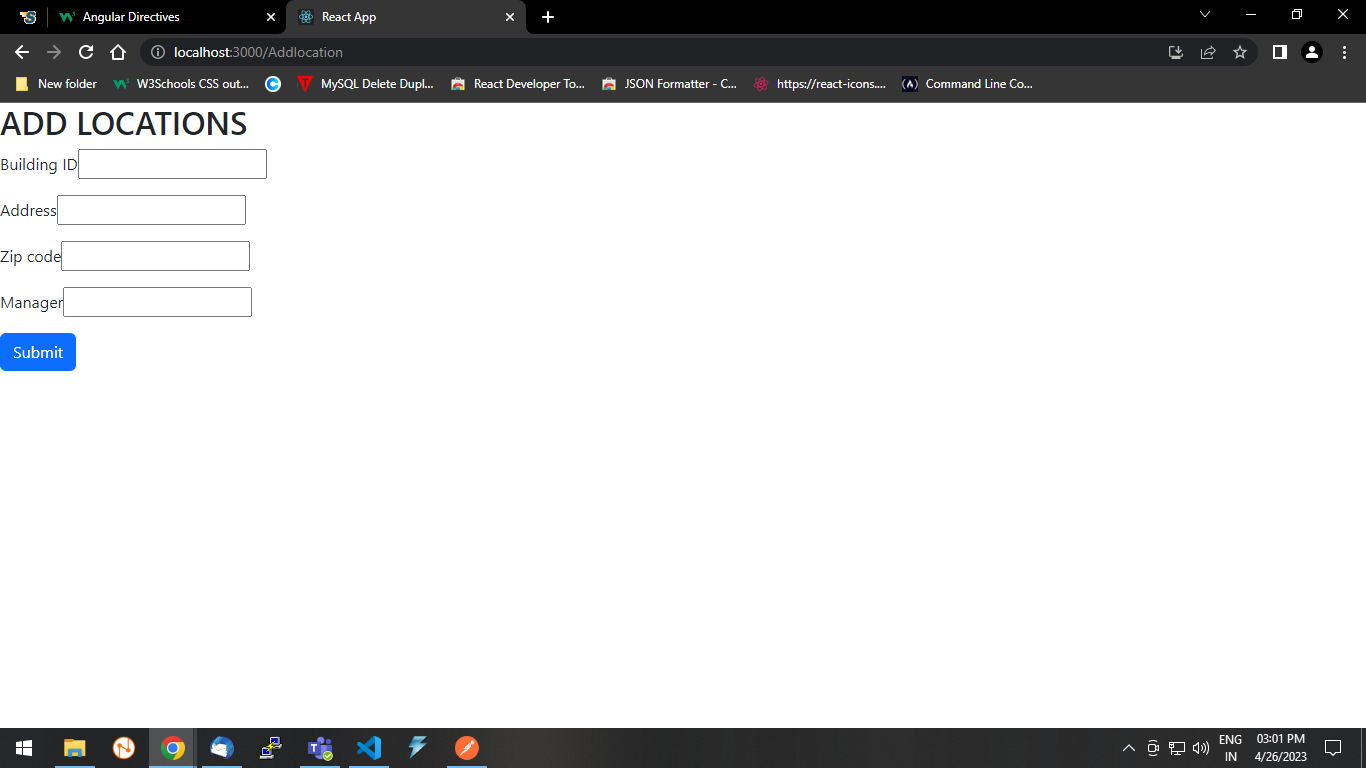 Angular Directives
React App
localhost:3000/Addlocation
New folder
W3Schools CSS out...
MySQL Delete Dupl...
React Developer To...
JSON Formatter - C...
https://react-icons....
Command Line Co...
ADD LOCATIONS
Building ID
Address
Zip code
Manager
Submit
ENG
IN
03:01 PM
4/26/2023